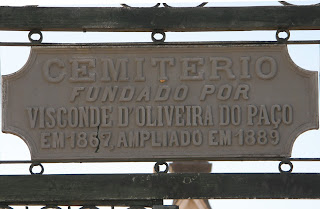 CEMITERIO
FUNDADO POR
VISCONDE D'OLIVEIRA DO PAÇO
EM 1867, AMPLIADO EM 1889